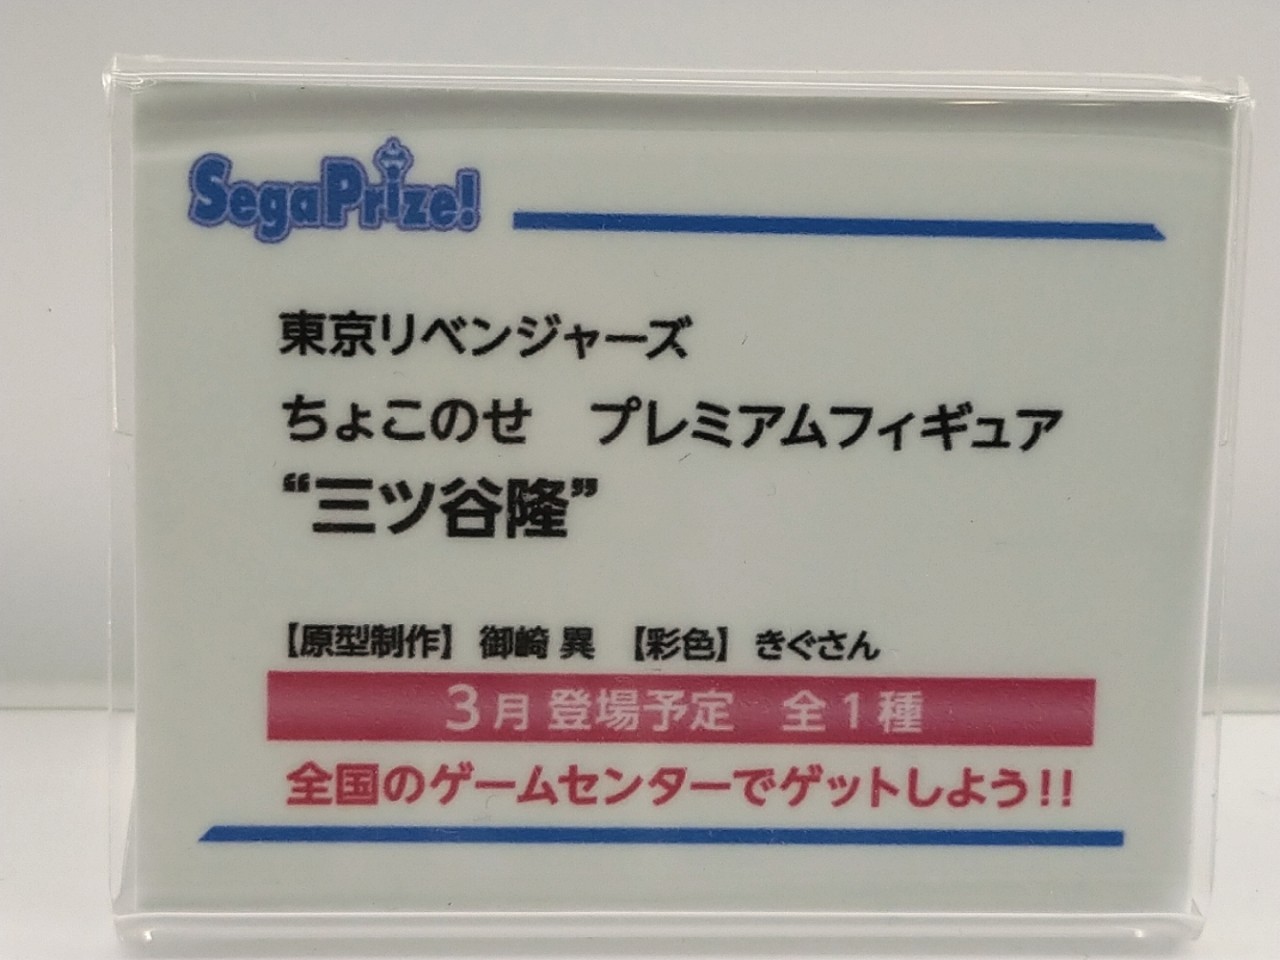 SegaPrize!
東京リベンジャーズ
ちょこのせ　プレミアムフィギュア
“三ツ谷隆”
【原型制作】 御崎 巽 【彩色】 きぐさん
3月 登場予定　全1種
全国のゲームセンターでゲットしよう!!